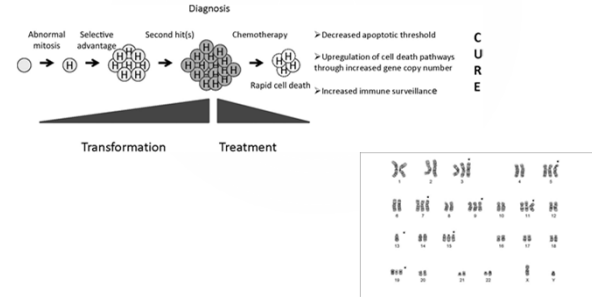 Diagnosis
Abnormal mitosis
Selective advantage
Second hit(s)
Chemotherapy
H
H H H H H H H
H H H H H H H H H H H
H H H H H
Rapid cell death
➤Decreased apoptotic threshold
➤Upregulation of cell death pathways
through increased gene copy number
➤Increased immune surveillance
C
U
R
E
Transformation
Treatment
1 2 3 4 5
6 7 8 9 10 11 12
13 14 15 16 17 18
19 20 21 22 X Y